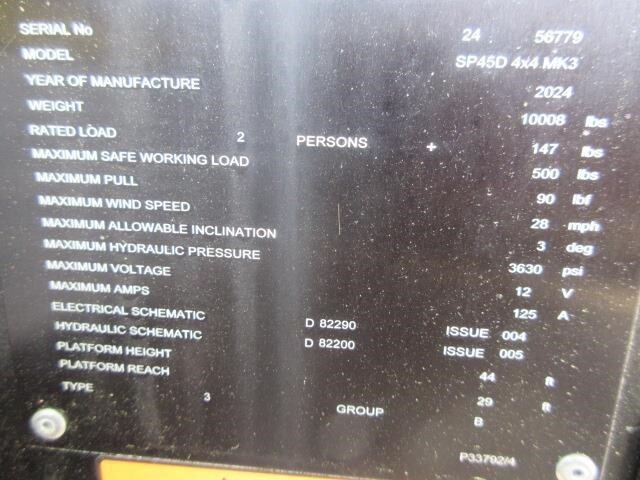 SERIAL No 24 56779
MODEL SP45D 4x4 MK3
YEAR OF MANUFACTURE 2024
WEIGHT 10008 lbs
RATED LOAD 2 PERSONS + 147 lbs
MAXIMUM SAFE WORKING LOAD 500 lbs
MAXIMUM PULL 90 lbf
MAXIMUM WIND SPEED 28 mph
MAXIMUM ALLOWABLE INCLINATION 3 deg
MAXIMUM HYDRAULIC PRESSURE 3630 psi
MAXIMUM VOLTAGE 12 V
MAXIMUM AMPS 125 A
ELECTRICAL SCHEMATIC D 82290 ISSUE 004
HYDRAULIC SCHEMATIC D 82200 ISSUE 005
PLATFORM HEIGHT 44 ft
PLATFORM REACH 29 ft
TYPE 3 GROUP B
P33792/4